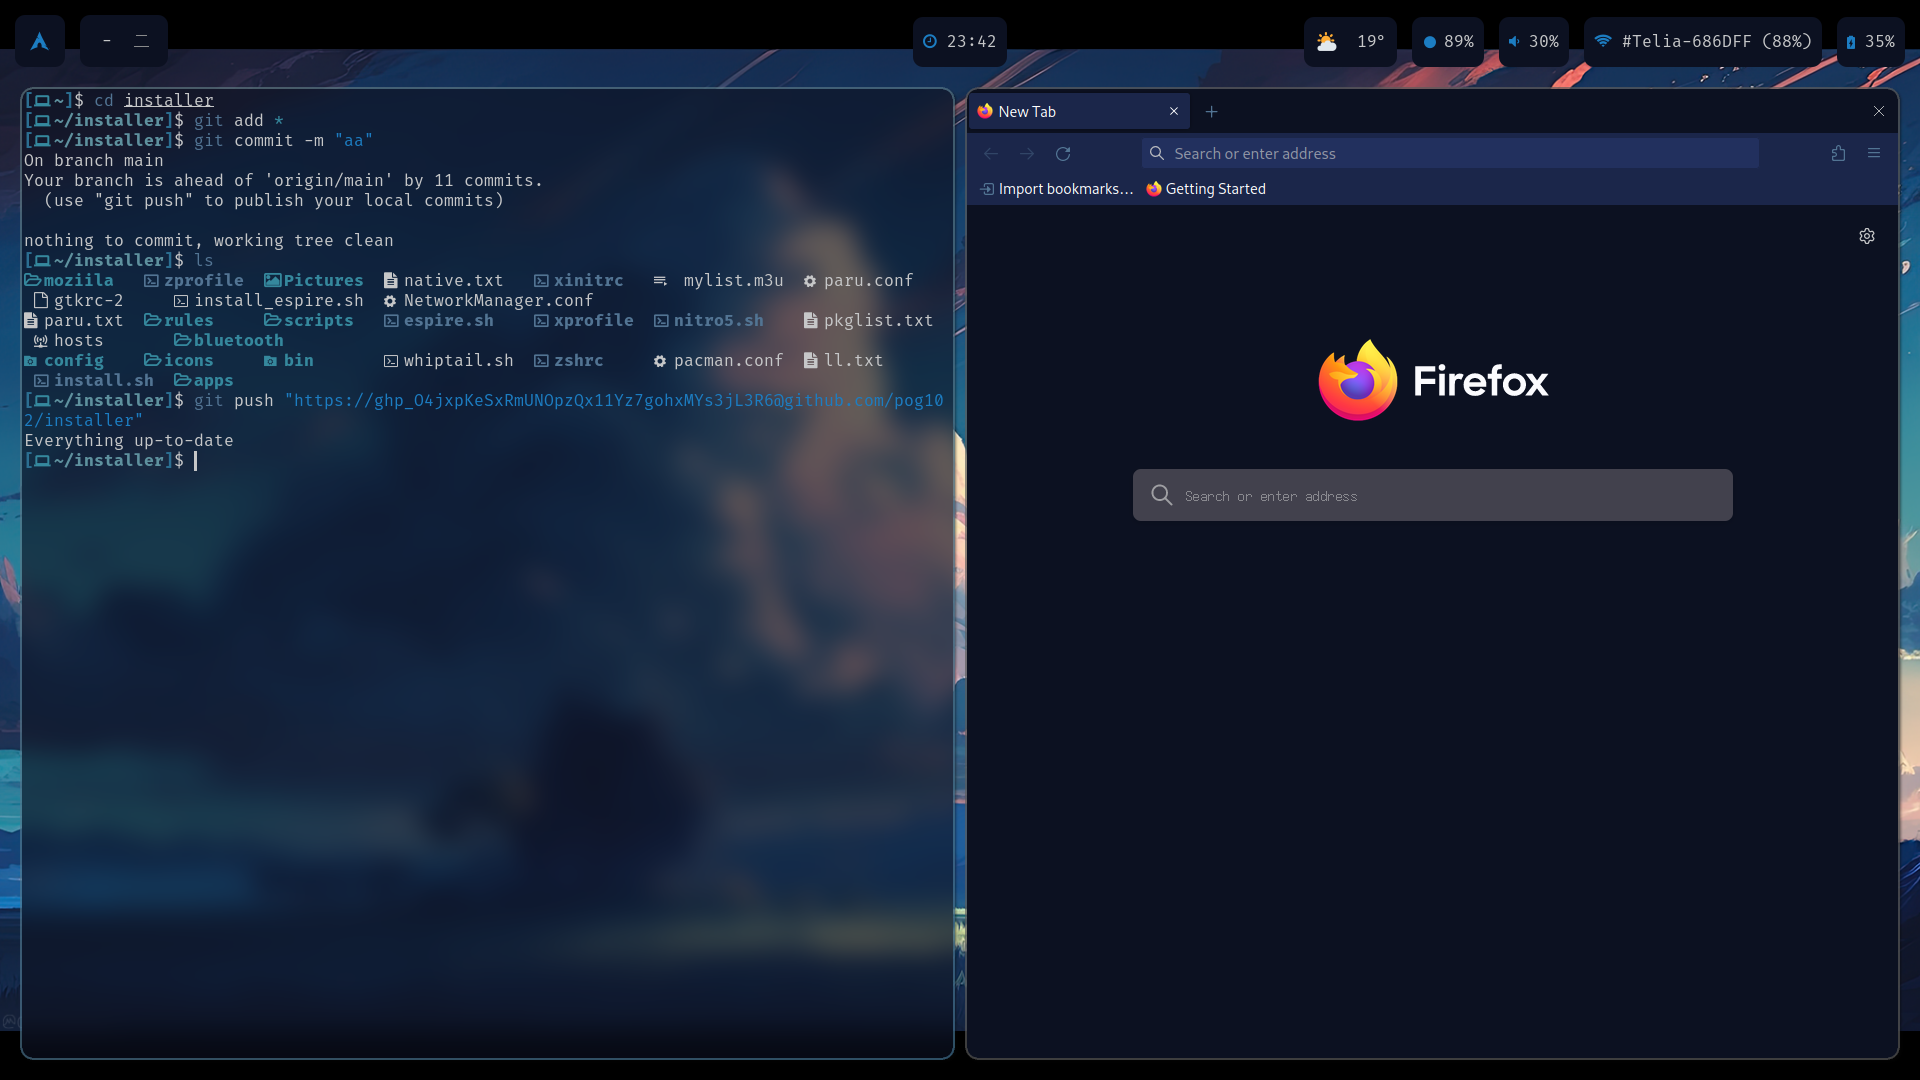 23:42
19°
89%
30%
#Telia-686DFF (88%)
35%
[~]$ cd installer
[~/installer]$ git add *
[~/installer]$ git commit -m "aa"
On branch main
Your branch is ahead of 'origin/main' by 11 commits.
(use "git push" to publish your local commits)
nothing to commit, working tree clean
[~/installer]$ ls
moziila zprofile Pictures native.txt xinitrc mylist.m3u paru.conf
gtkrc-2 install_espire.sh NetworkManager.conf
paru.txt rules scripts espire.sh xprofile nitro5.sh pkglist.txt
hosts bluetooth
config icons bin whiptail.sh zshrc pacman.conf ll.txt
install.sh apps
[~/installer]$ git push "https://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@github.com/pog10
2/installer"
Everything up-to-date
[~/installer]$
New Tab
Search or enter address
Import bookmarks...
Getting Started
Firefox
Search or enter address